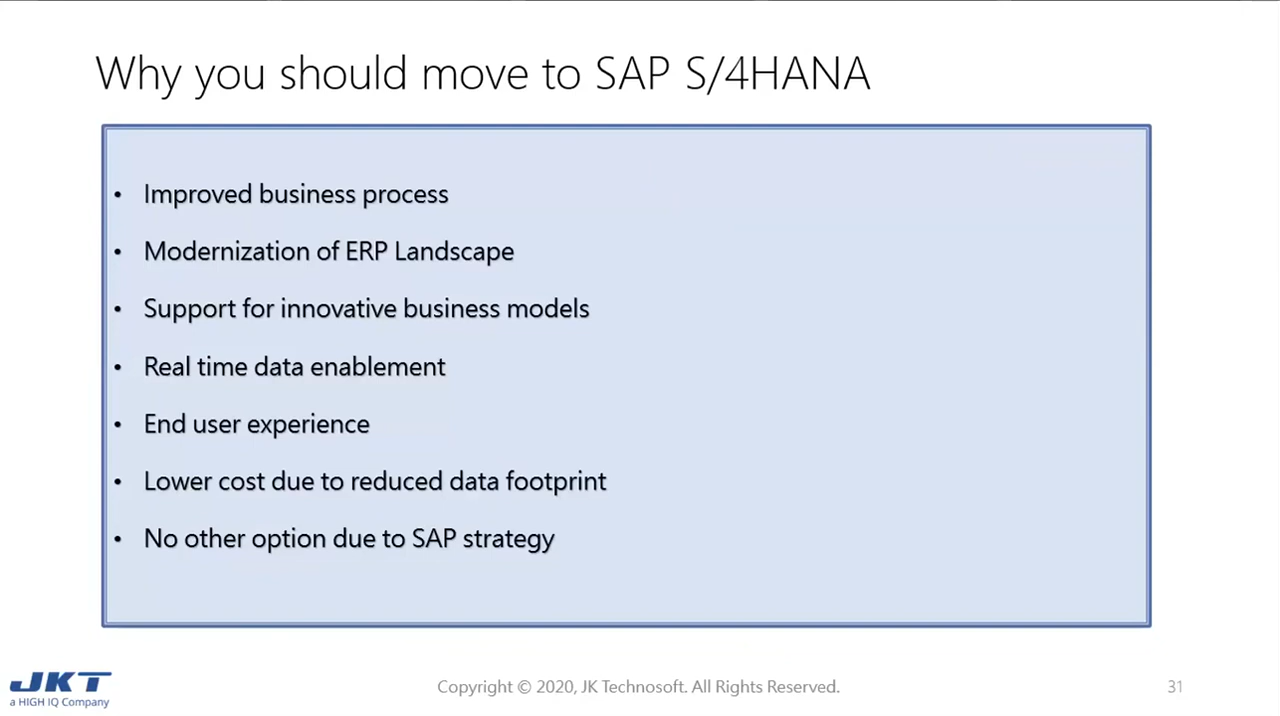 Why you should move to SAP S/4HANA
• Improved business process
• Modernization of ERP Landscape
• Support for innovative business models
• Real time data enablement
• End user experience
• Lower cost due to reduced data footprint
• No other option due to SAP strategy
JKT
a HIGH IQ Company
Copyright © 2020, JK Technosoft. All Rights Reserved.
31